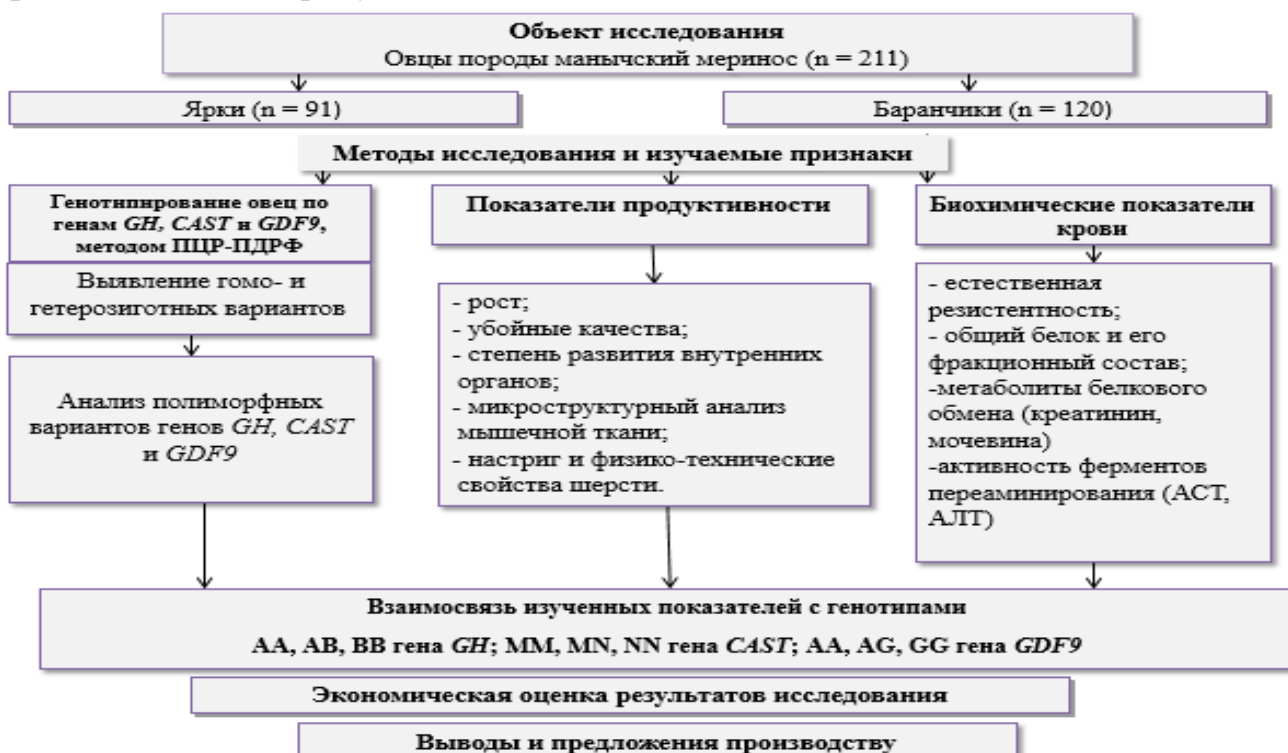 Объект исследования
Овцы породы манычский меринос (n = 211)
Ярки (n = 91)
Баранчики (n = 120)
Методы исследования и изучаемые признаки
Генотипирование овец по
генам GH, CAST и GDF9,
методом ПЦР-ПДРФ
Выявление гомо- и
гетерозиготных вариантов
Анализ полиморфных
вариантов генов GH, CAST
и GDF9
Показатели продуктивности
- рост;
- убойные качества;
- степень развития внутренних
органов;
- микроструктурный анализ
мышечной ткани;
- настриг и физико-технические
свойства шерсти.
Биохимические показатели
крови
- естественная
резистентность;
- общий белок и его
фракционный состав;
-метаболиты белкового
обмена (креатинин,
мочевина)
-активность ферментов
переаминирования (АСТ,
АЛТ)
Взаимосвязь изученных показателей с генотипами
АА, АВ, ВВ гена GH; MM, MN, NN гена CAST; AA, AG, GG гена GDF9
Экономическая оценка результатов исследования
Выводы и предложения производству